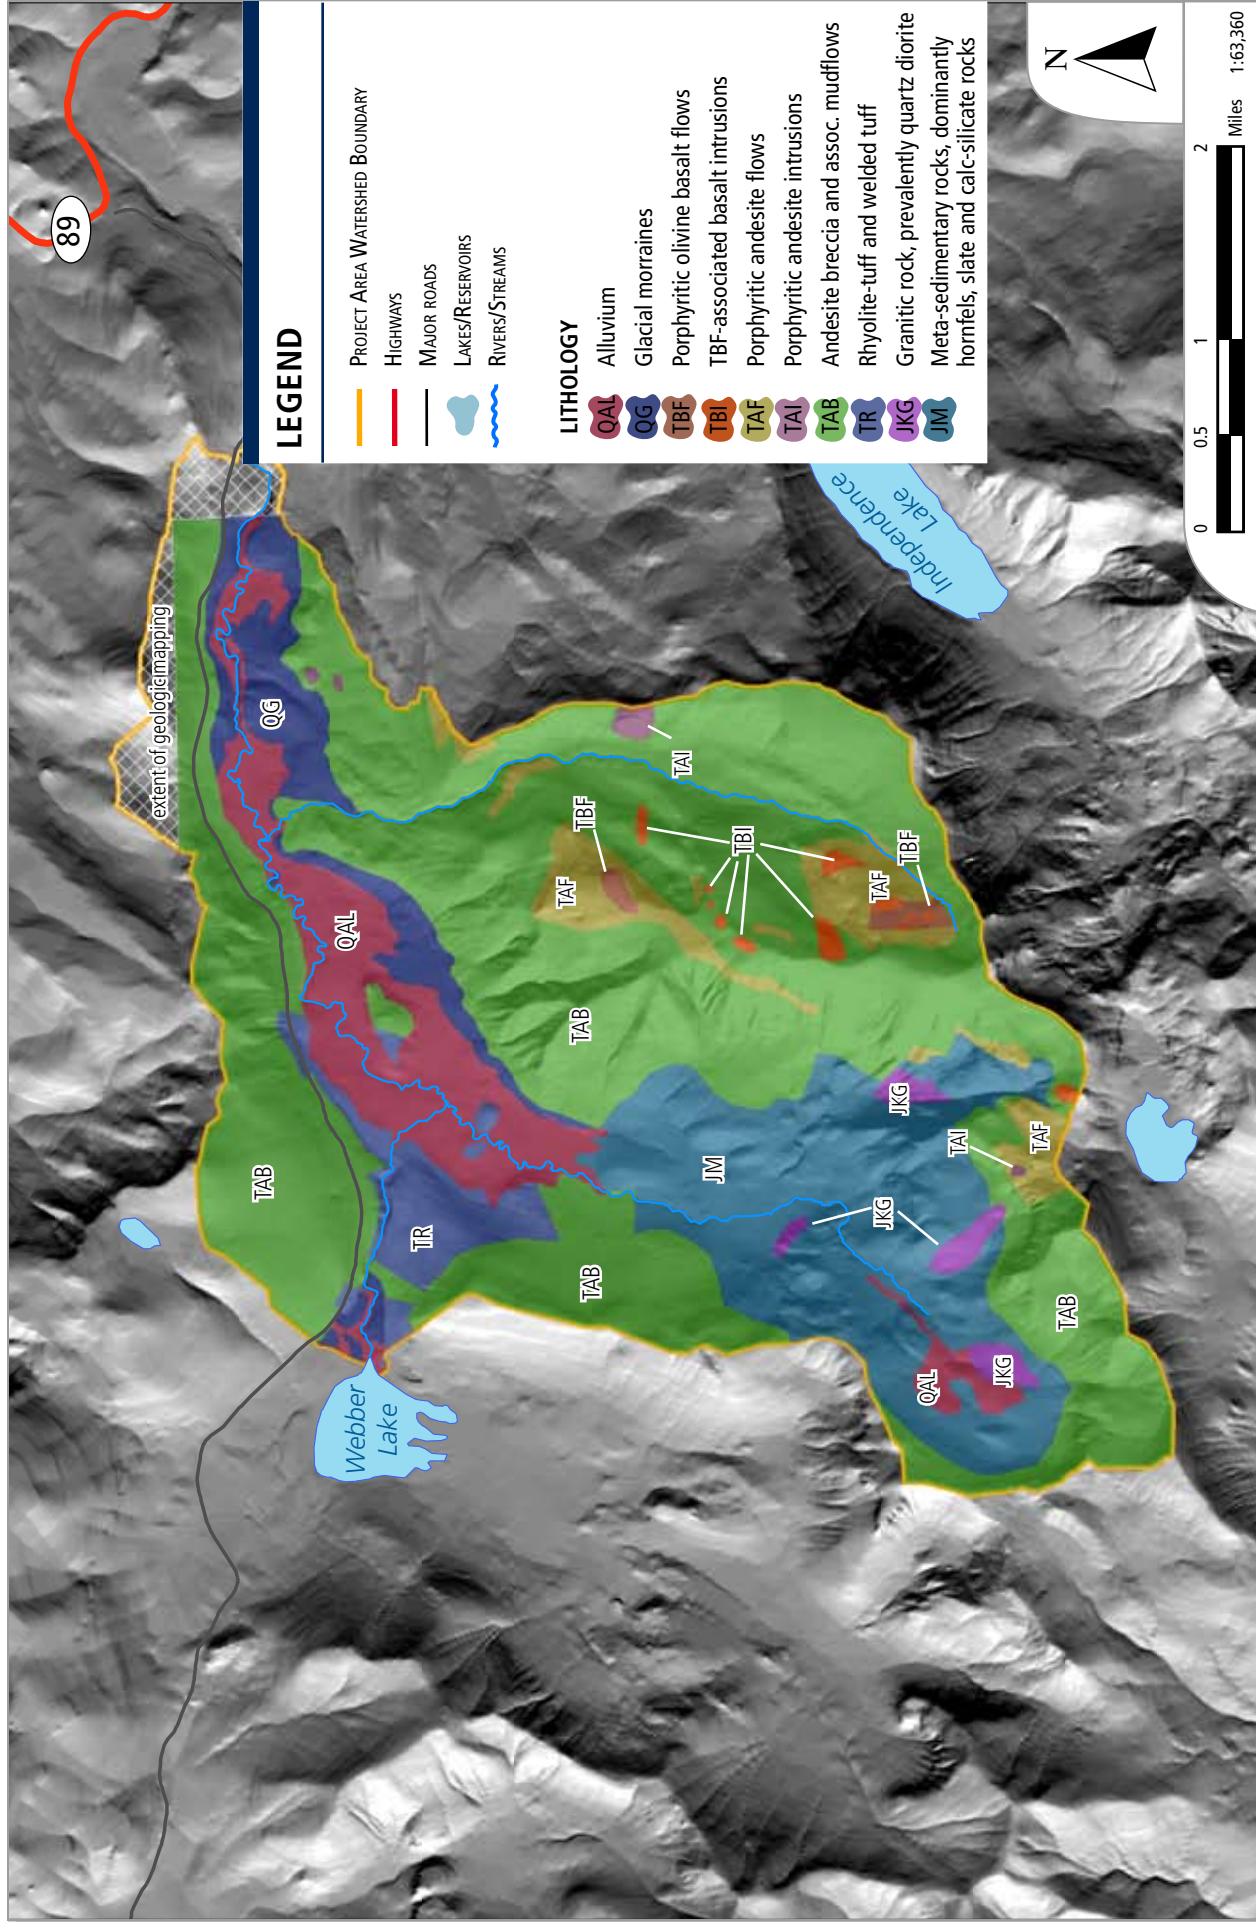 89
extent of geologic mapping
Webber
Lake
Independence
Lake
TAB
QG
QAL
TR
TAB
TAB
TAF
TBF
TAI
TBI
TAF
TBF
JM
JKG
JKG
TAI
TAF
QAL
JKG
TAB
LEGEND
PROJECT AREA WATERSHED BOUNDARY
HIGHWAYS
MAJOR ROADS
LAKES/RESERVOIRS
RIVERS/STREAMS
LITHOLOGY
QAL Alluvium
QG Glacial morraines
TBF Porphyritic olivine basalt flows
TBI TBF-associated basalt intrusions
TAF Porphyritic andesite flows
TAI Porphyritic andesite intrusions
TAB Andesite breccia and assoc. mudflows
TR Rhyolite-tuff and welded tuff
JKG Granitic rock, prevalently quartz diorite
JM Meta-sedimentary rocks, dominantly
hornfels, slate and calc-silicate rocks
N
0 0.5 1 2
Miles 1:63,360